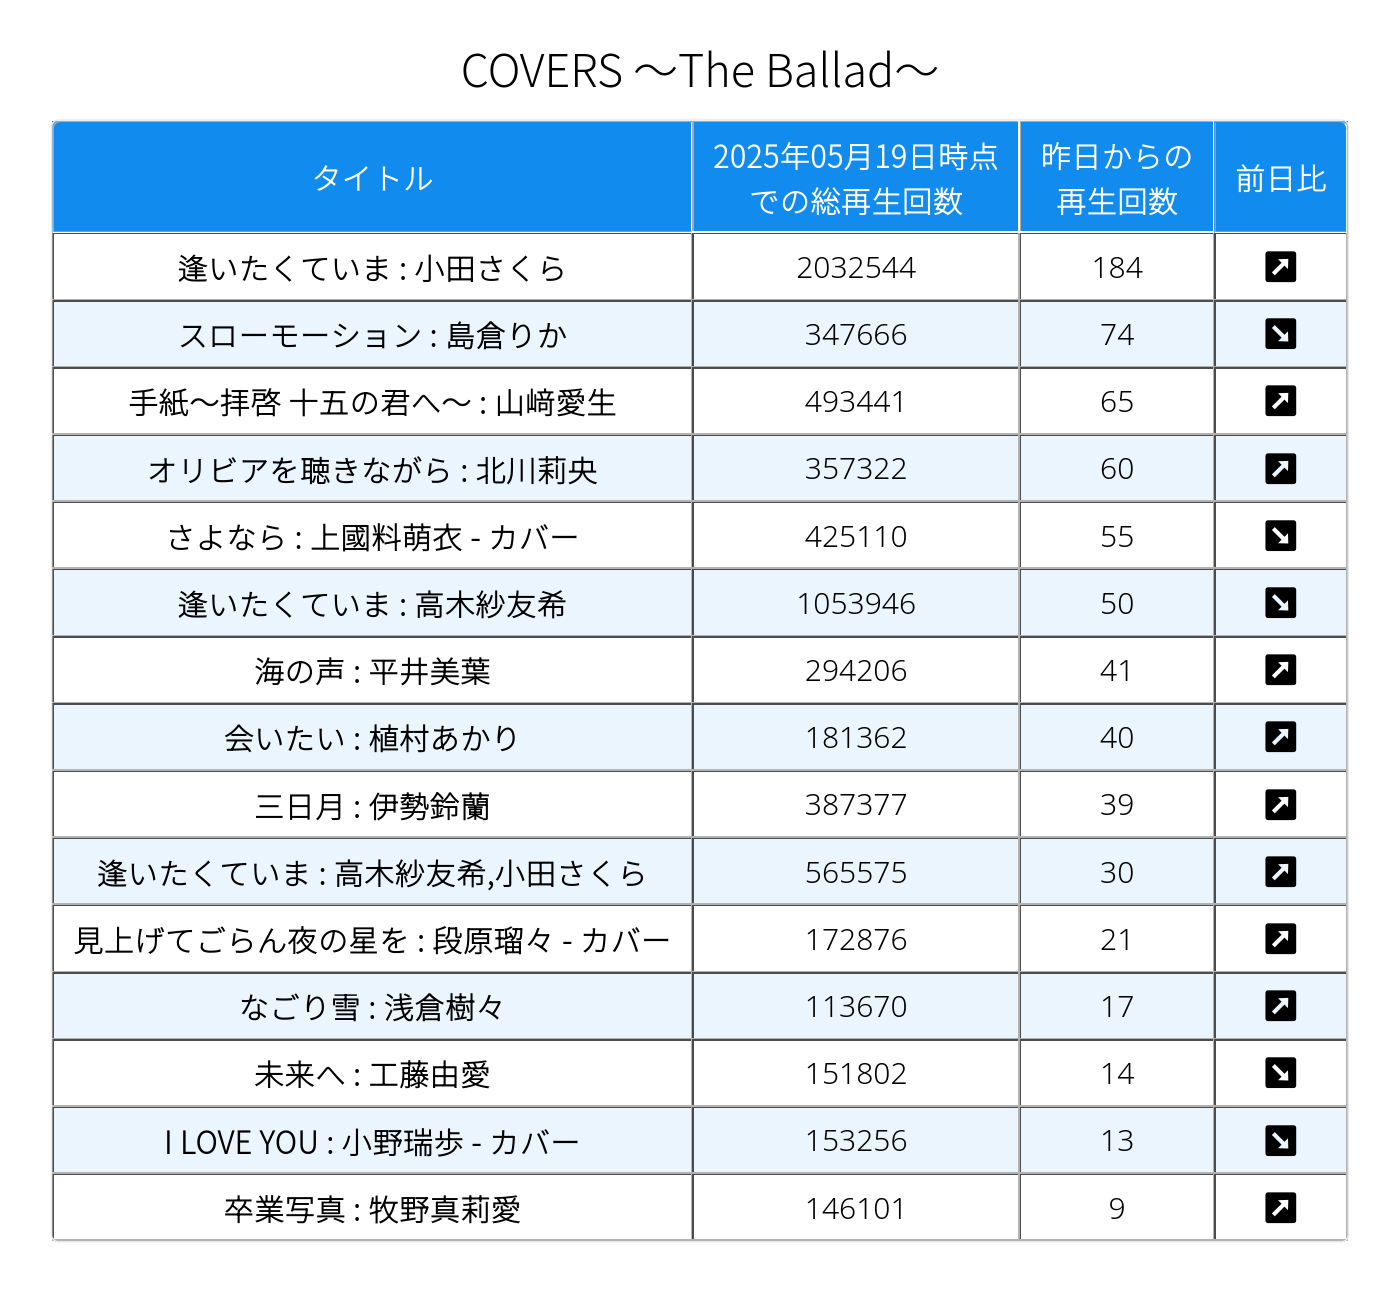 COVERS ～The Ballad～
タイトル 2025年05月19日時点での総再生回数 昨日からの再生回数 前日比
逢いたくていま : 小田さくら 2032544 184 ↗
スローモーション : 島倉りか 347666 74 ↘
手紙～拝啓 十五の君へ～ : 山﨑愛生 493441 65 ↗
オリビアを聴きながら : 北川莉央 357322 60 ↗
さよなら : 上國料萌衣 - カバー 425110 55 ↘
逢いたくていま : 高木紗友希 1053946 50 ↘
海の声 : 平井美葉 294206 41 ↗
会いたい : 植村あかり 181362 40 ↗
三日月 : 伊勢鈴蘭 387377 39 ↗
逢いたくていま : 高木紗友希,小田さくら 565575 30 ↗
見上げてごらん夜の星を : 段原瑠々 - カバー 172876 21 ↗
なごり雪 : 浅倉樹々 113670 17 ↗
未来へ : 工藤由愛 151802 14 ↘
I LOVE YOU : 小野瑞歩 - カバー 153256 13 ↘
卒業写真 : 牧野真莉愛 146101 9 ↗